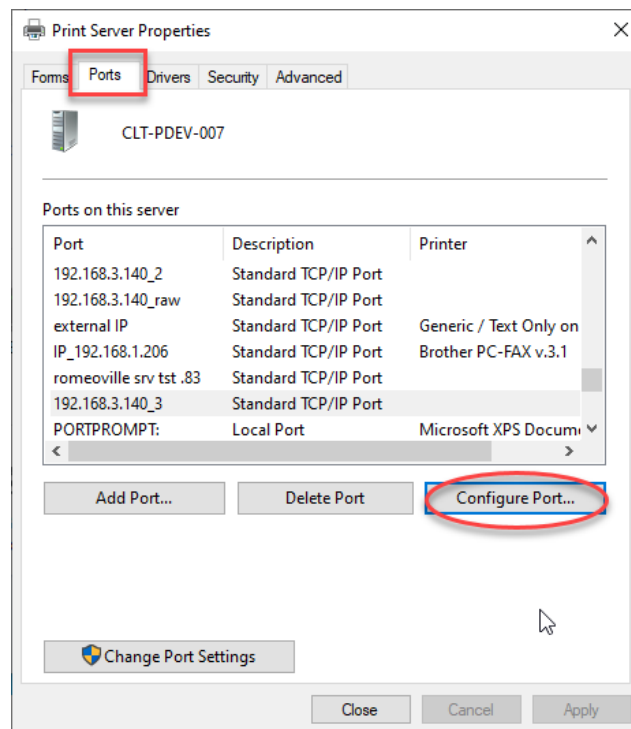 Print Server Properties
Forms Ports Drivers Security Advanced
CLT-PDEV-007
Ports on this server
Port Description Printer
192.168.3.140_2 Standard TCP/IP Port
192.168.3.140_raw Standard TCP/IP Port
external IP Standard TCP/IP Port Generic / Text Only on
IP_192.168.1.206 Standard TCP/IP Port Brother PC-FAX v.3.1
romeoville srv tst .83 Standard TCP/IP Port
192.168.3.140_3 Standard TCP/IP Port
PORTPROMPT: Local Port Microsoft XPS Docum
Add Port... Delete Port Configure Port...
Change Port Settings
Close Cancel Apply